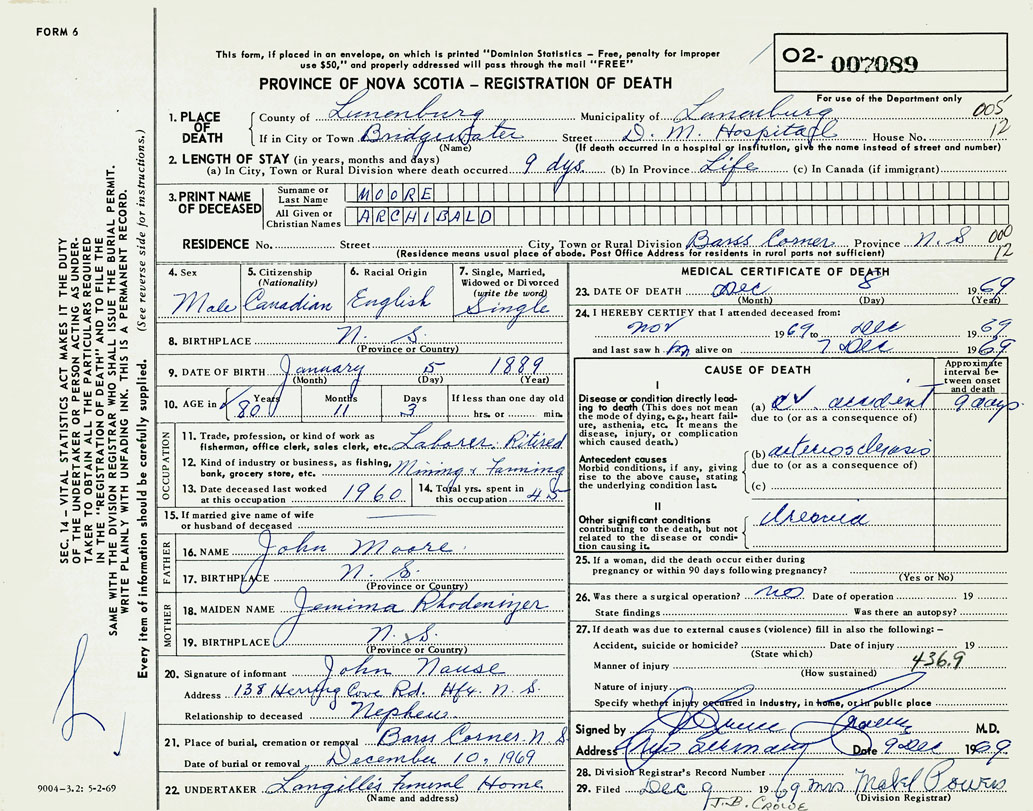 FORM 6
This form, if placed in an envelope, on which is printed "Dominion Statistics – Free, penalty for improper
use $50," and properly addressed will pass through the mail "FREE"
O2- 007089
PROVINCE OF NOVA SCOTIA – REGISTRATION OF DEATH
For use of the Department only
1. PLACE OF DEATH
County of Lunenburg Municipality of Lunenburg 005
If in City or Town Bridgewater Street D. M. Hospital House No. 12
(Name) (If death occurred in a hospital or institution, give the name instead of street and number)
2. LENGTH OF STAY (in years, months and days)
(a) In City, Town or Rural Division where death occurred 9 dys. (b) In Province Life (c) In Canada (if immigrant)
3. PRINT NAME OF DECEASED
Surname or Last Name MOORE
All Given or Christian Names ARCHIBALD
RESIDENCE No. Street City, Town or Rural Division Barss Corner Province N. S 000
(Residence means usual place of abode. Post Office Address for residents in rural parts not sufficient) 12
4. Sex Male
5. Citizenship (Nationality) Canadian
6. Racial Origin English
7. Single, Married, Widowed or Divorced (write the word) Single
8. BIRTHPLACE N. S.
(Province or Country)
9. DATE OF BIRTH January 5 1889
(Month) (Day) (Year)
10. AGE in Years 80 Months 11 Days 3 If less than one day old
hrs. or min.
OCCUPATION
11. Trade, profession, or kind of work as
fisherman, office clerk, sales clerk, etc. Laborer. Ritired
12. Kind of industry or business, as fishing,
bank, grocery store, etc. Mining & Farming
13. Date deceased last worked
at this occupation 1960
14. Total yrs. spent in
this occupation 45
15. If married give name of wife
or husband of deceased
FATHER
16. NAME John Moore
17. BIRTHPLACE N. S.
(Province or Country)
MOTHER
18. MAIDEN NAME Jemima Rhodenizer
19. BIRTHPLACE N. S.
(Province or Country)
20. Signature of informant John Nause
Address 138 Herring Cove Rd. Hfx. N. S.
Relationship to deceased Nephew
21. Place of burial, cremation or removal Barss Corner. N. S
Date of burial or removal December 10, 1969
22. UNDERTAKER Langille's Funeral Home
(Name and address)
MEDICAL CERTIFICATE OF DEATH
23. DATE OF DEATH Dec 8 1969
(Month) (Day) (Year)
24. I HEREBY CERTIFY that I attended deceased from:
Nov 1969 to Dec 1969
and last saw h im alive on 7 Dec 1969
CAUSE OF DEATH
Approximate interval between onset and death
I
Disease or condition directly leading
to death (This does not mean
the mode of dying, e.g., heart failure,
asthenia, etc. It means the
disease, injury, or complication
which caused death.)
(a) CV. accident 9 days
due to (or as a consequence of)
Antecedent causes
Morbid conditions, if any, giving
rise to the above cause, stating
the underlying condition last.
(b) arteriosclerosis
due to (or as a consequence of)
(c)
II
Other significant conditions
contributing to the death, but not
related to the disease or condition
causing it.
25. If a woman, did the death occur either during
pregnancy or within 90 days following pregnancy?
(Yes or No)
26. Was there a surgical operation? no Date of operation 19
State findings Was there an autopsy?
27. If death was due to external causes (violence) fill in also the following: –
Accident, suicide or homicide? Date of injury 19
(State which)
Manner of injury 436.9
(How sustained)
Nature of injury
Specify whether injury occurred in Industry, in home, or in public place
Signed by M.D.
Address Date 9 Dec 1969
28. Division Registrar's Record Number
29. Filed Dec 9 1969 Mrs Mabel Powers
(Division Registrar)
J. B. CROWE
SEC. 14 – VITAL STATISTICS ACT MAKES IT THE DUTY
OF THE UNDERTAKER OR PERSON ACTING AS UNDER-
TAKER TO OBTAIN ALL THE PARTICULARS REQUIRED
IN THE "REGISTRATION OF DEATH" AND TO FILE THE
SAME WITH THE DIVISION REGISTRAR WHO SHALL ISSUE THE BURIAL PERMIT.
WRITE PLAINLY WITH UNFADING INK. THIS IS A PERMANENT RECORD.
Every item of information should be carefully supplied. (See reverse side for instructions.)
9004-3.2: 5-2-69